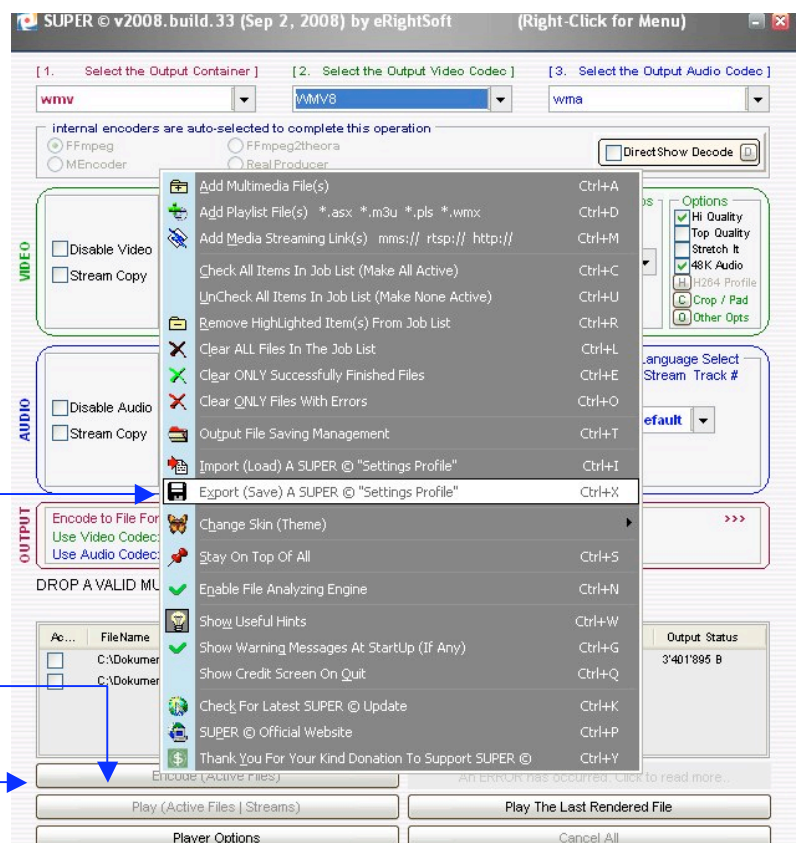 SUPER © v2008.build.33 (Sep 2, 2008) by eRightSoft (Right-Click for Menu)
[1. Select the Output Container ] [2. Select the Output Video Codec ] [3. Select the Output Audio Codec ]
wmv WMV8 wma
internal encoders are auto-selected to complete this operation
FFmpeg FFmpeg2theora
MEncoder RealProducer
DirectShow Decode D
VIDEO
Disable Video
Stream Copy
Options
Hi Quality
Top Quality
Stretch It
48K Audio
H H264 Profile
C Crop / Pad
O Other Opts
Add Multimedia File(s) Ctrl+A
Add Playlist File(s) *.asx *.m3u *.pls *.wmx Ctrl+D
Add Media Streaming Link(s) mms:// rtsp:// http:// Ctrl+M
Check All Items In Job List (Make All Active) Ctrl+C
UnCheck All Items In Job List (Make None Active) Ctrl+U
Remove HighLighted Item(s) From Job List Ctrl+R
Clear ALL Files In The Job List Ctrl+L
Clear ONLY Successfully Finished Files Ctrl+E
Clear ONLY Files With Errors Ctrl+O
Output File Saving Management Ctrl+T
Import (Load) A SUPER © "Settings Profile" Ctrl+I
Export (Save) A SUPER © "Settings Profile" Ctrl+X
Change Skin (Theme)
Stay On Top Of All Ctrl+S
Enable File Analyzing Engine Ctrl+N
Show Useful Hints Ctrl+W
Show Warning Messages At StartUp (If Any) Ctrl+G
Show Credit Screen On Quit Ctrl+Q
Check For Latest SUPER © Update Ctrl+K
SUPER © Official Website Ctrl+P
Thank You For Your Kind Donation To Support SUPER © Ctrl+Y
AUDIO
Disable Audio
Stream Copy
anguage Select
Stream Track #
efault
OUTPUT
Encode to File For >>>
Use Video Codec:
Use Audio Codec:
DROP A VALID MU
Ac... FileName Output Status
C:\Dokumer 3'401'895 B
C:\Dokumer
Encode (Active Files) An ERROR has occurred. Click to read more..
Play (Active Files | Streams) Play The Last Rendered File
Player Options Cancel All